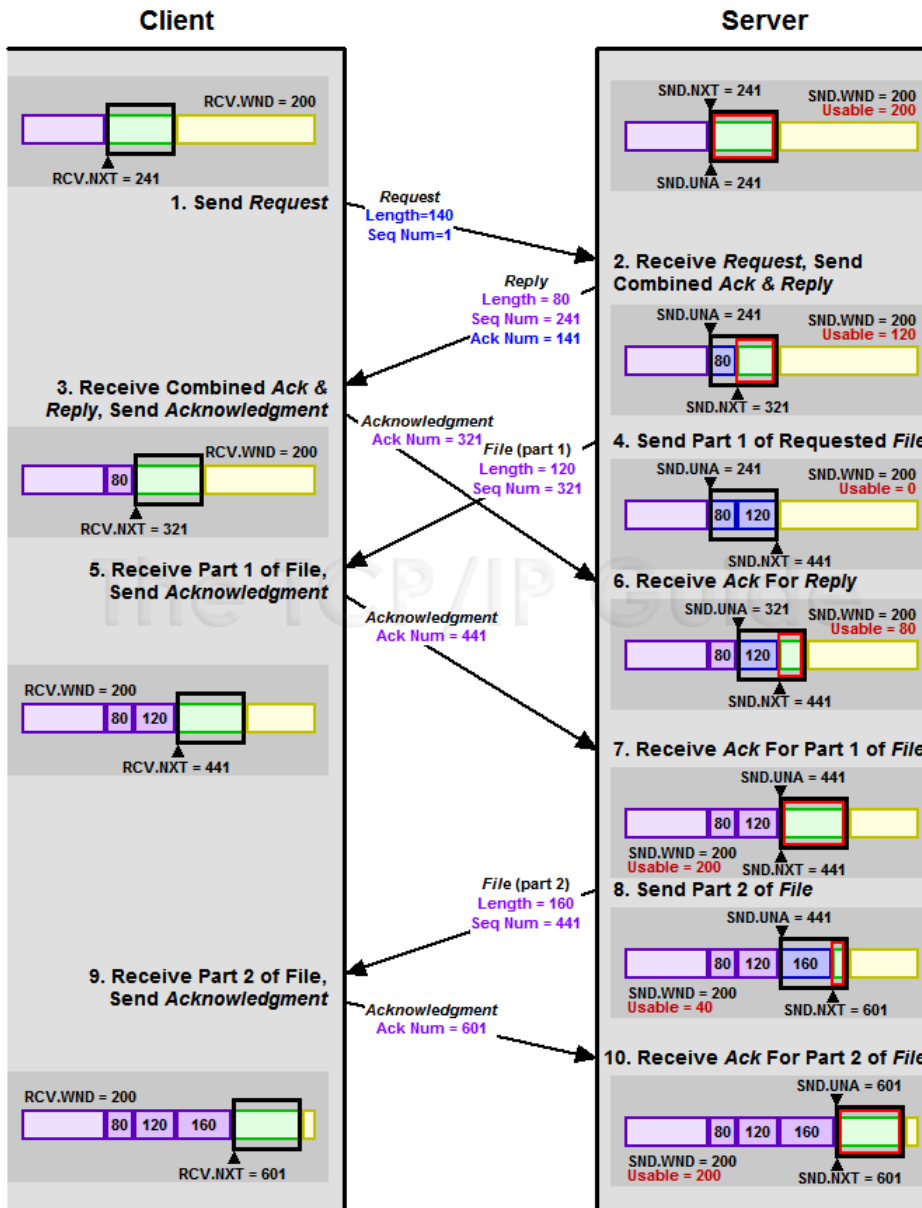 Client
Server
RCV.WND = 200
RCV.NXT = 241
SND.NXT = 241
SND.WND = 200
Usable = 200
SND.UNA = 241
1. Send Request
Request
Length=140
Seq Num=1
2. Receive Request, Send
Combined Ack & Reply
Reply
Length = 80
Seq Num = 241
Ack Num = 141
SND.UNA = 241
SND.WND = 200
Usable = 120
80
SND.NXT = 321
3. Receive Combined Ack &
Reply, Send Acknowledgment
Acknowledgment
Ack Num = 321
RCV.WND = 200
80
RCV.NXT = 321
4. Send Part 1 of Requested File
File (part 1)
Length = 120
Seq Num = 321
SND.UNA = 241
SND.WND = 200
Usable = 0
80 120
SND.NXT = 441
The TCP/IP Guide
5. Receive Part 1 of File,
Send Acknowledgment
Acknowledgment
Ack Num = 441
6. Receive Ack For Reply
SND.UNA = 321
SND.WND = 200
Usable = 80
80 120
SND.NXT = 441
RCV.WND = 200
80 120
RCV.NXT = 441
7. Receive Ack For Part 1 of File
SND.UNA = 441
80 120
SND.WND = 200
Usable = 200
SND.NXT = 441
8. Send Part 2 of File
File (part 2)
Length = 160
Seq Num = 441
SND.UNA = 441
80 120 160
SND.WND = 200
Usable = 40
SND.NXT = 601
9. Receive Part 2 of File,
Send Acknowledgment
Acknowledgment
Ack Num = 601
10. Receive Ack For Part 2 of File
RCV.WND = 200
80 120 160
RCV.NXT = 601
SND.UNA = 601
80 120 160
SND.WND = 200
Usable = 200
SND.NXT = 601